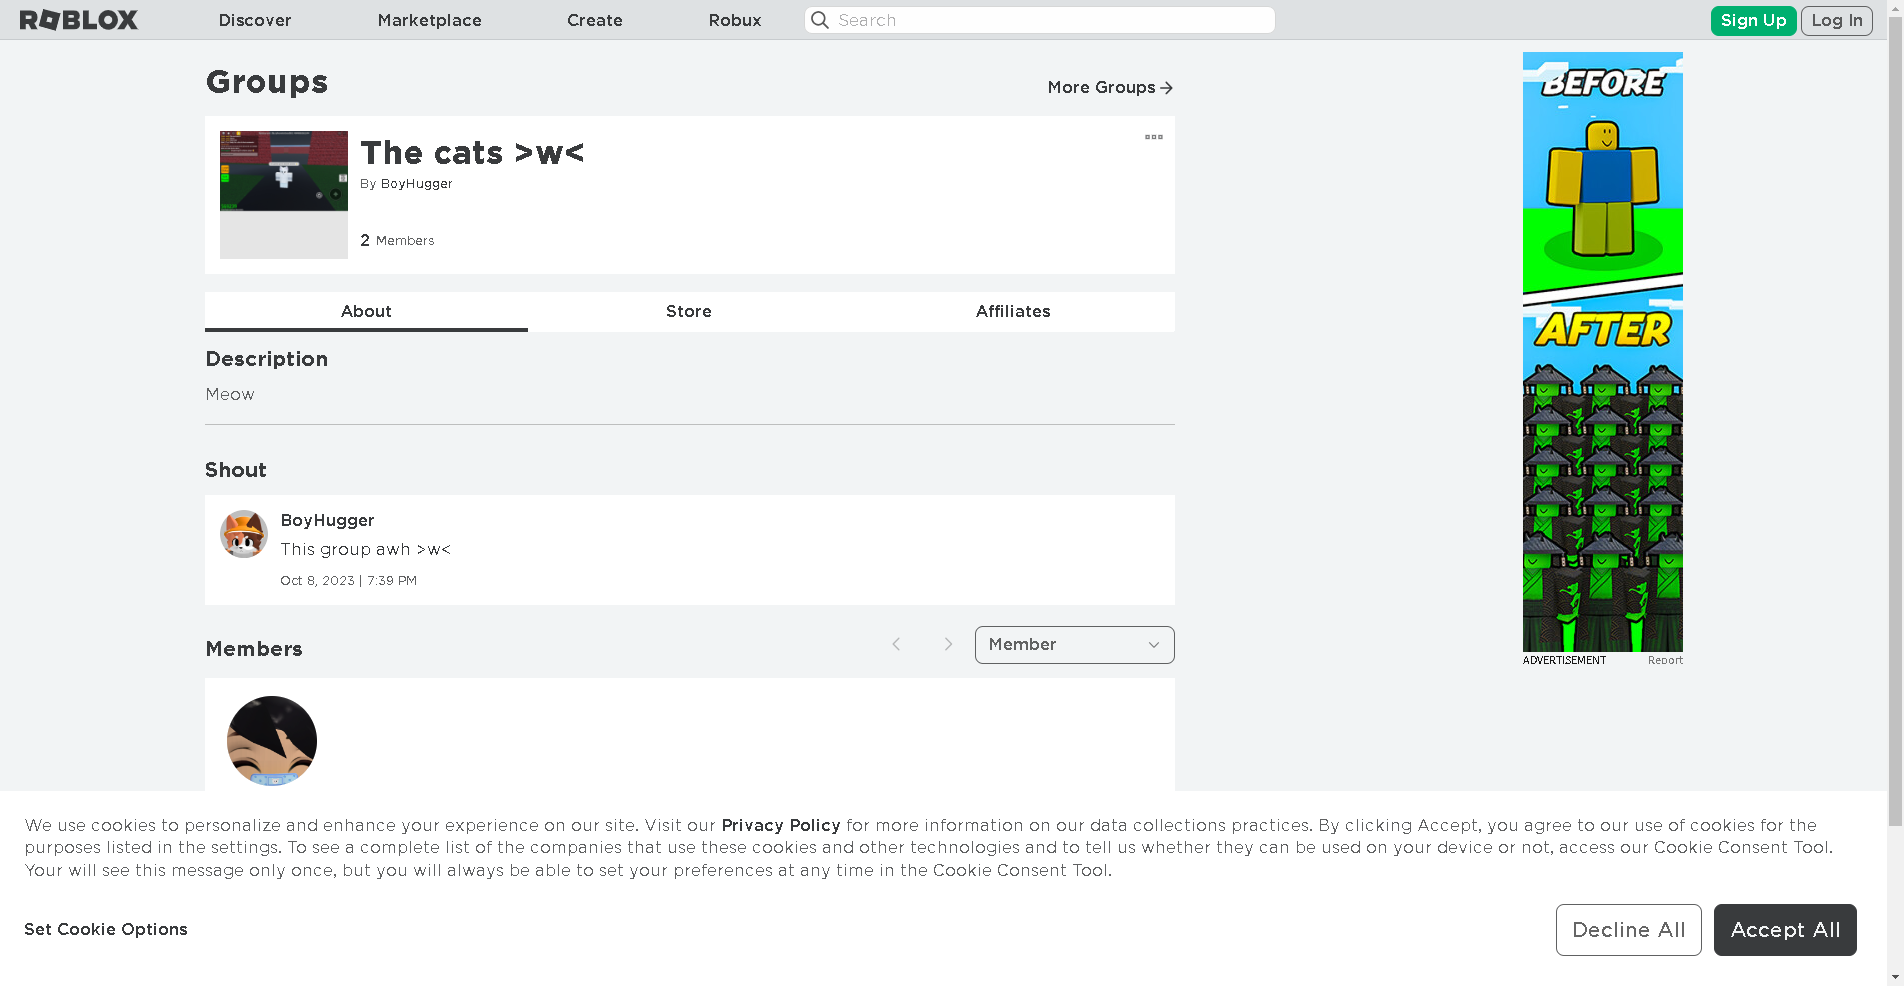 ROBLOX Discover Marketplace Create Robux Search Sign Up Log In
Groups
More Groups
The cats >w<
By BoyHugger
2 Members
About Store Affiliates
Description
Meow
Shout
BoyHugger
This group awh >w<
Oct 8, 2023 | 7:39 PM
Members
Member
BEFORE
AFTER
ADVERTISEMENT Report
We use cookies to personalize and enhance your experience on our site. Visit our Privacy Policy for more information on our data collections practices. By clicking Accept, you agree to our use of cookies for the
purposes listed in the settings. To see a complete list of the companies that use these cookies and other technologies and to tell us whether they can be used on your device or not, access our Cookie Consent Tool.
Your will see this message only once, but you will always be able to set your preferences at any time in the Cookie Consent Tool.
Set Cookie Options
Decline All
Accept All